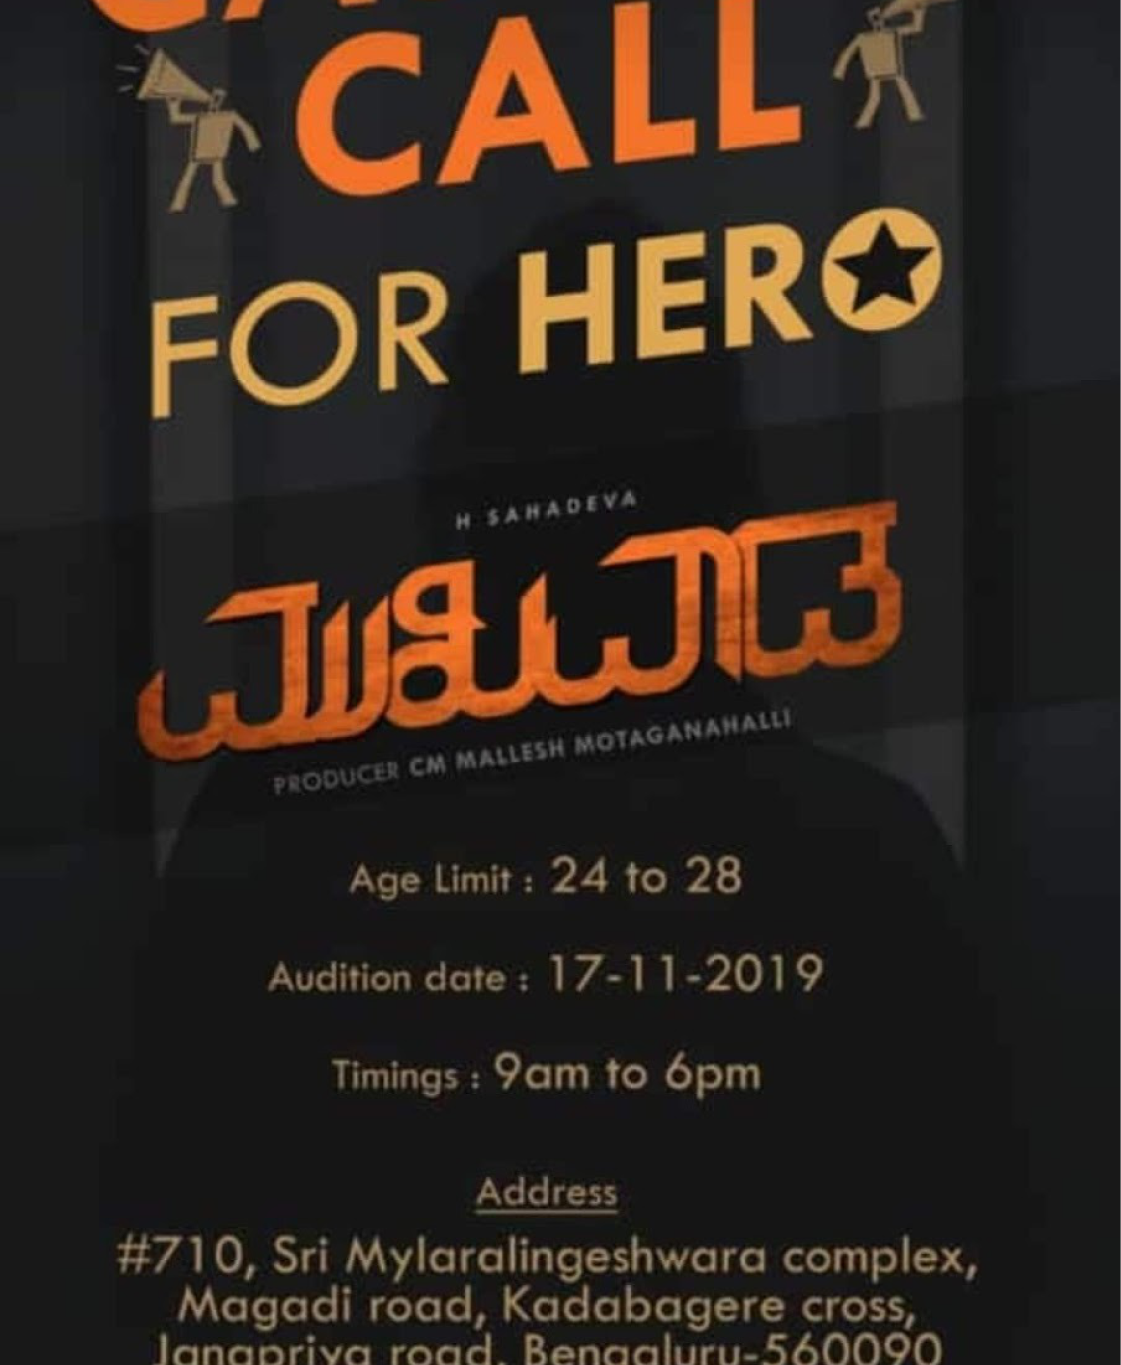 CALL
FOR HERO
H SAHADEVA
ಮುಖವಾಡ
PRODUCER CM MALLESH MOTAGANAHALLI
Age Limit : 24 to 28
Audition date : 17-11-2019
Timings : 9am to 6pm
Address
#710, Sri Mylaralingeshwara complex,
Magadi road, Kadabagere cross,
Janapriya road, Bengaluru-560090